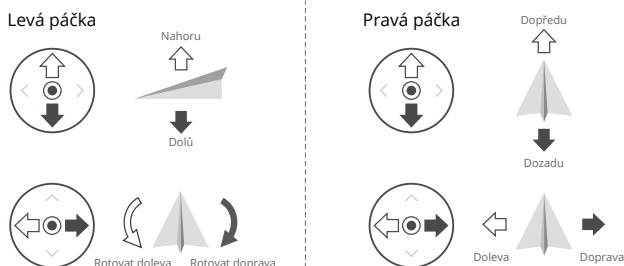 Levá páčka
Nahoru
Dolů
Rotovat doleva
Rotovat doprava
Pravá páčka
Dopředu
Dozadu
Doleva
Doprava